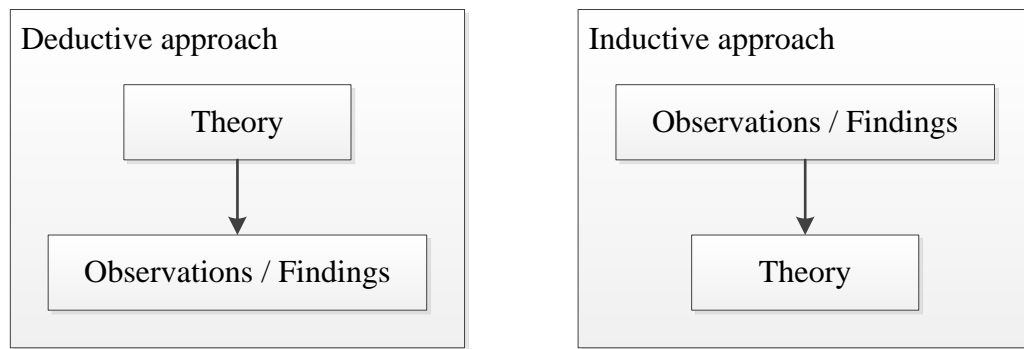 Deductive approach
Theory
Observations / Findings
Inductive approach
Observations / Findings
Theory